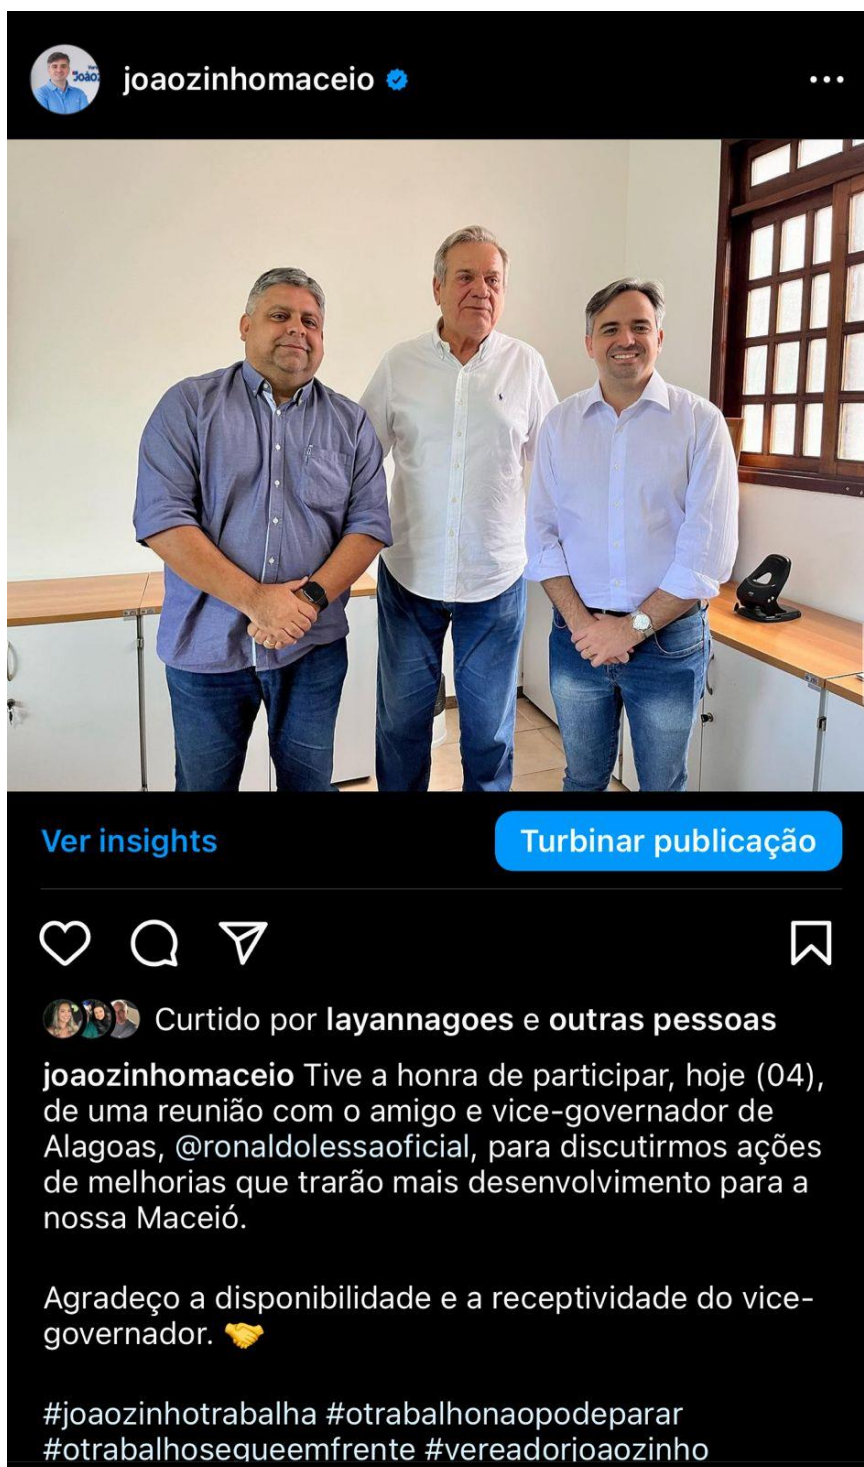 joaozinhomaceio
Ver insights
Turbinar publicação
Curtido por layannagoes e outras pessoas
joaozinhomaceio Tive a honra de participar, hoje (04),
de uma reunião com o amigo e vice-governador de
Alagoas, @ronaldolessaoficial, para discutirmos ações
de melhorias que trarão mais desenvolvimento para a
nossa Maceió.
Agradeço a disponibilidade e a receptividade do vice-
governador. 🤝
#joaozinhotrabalha #otrabalhonaopodeparar
#otrabalhosegueemfrente #vereadorjoaozinho